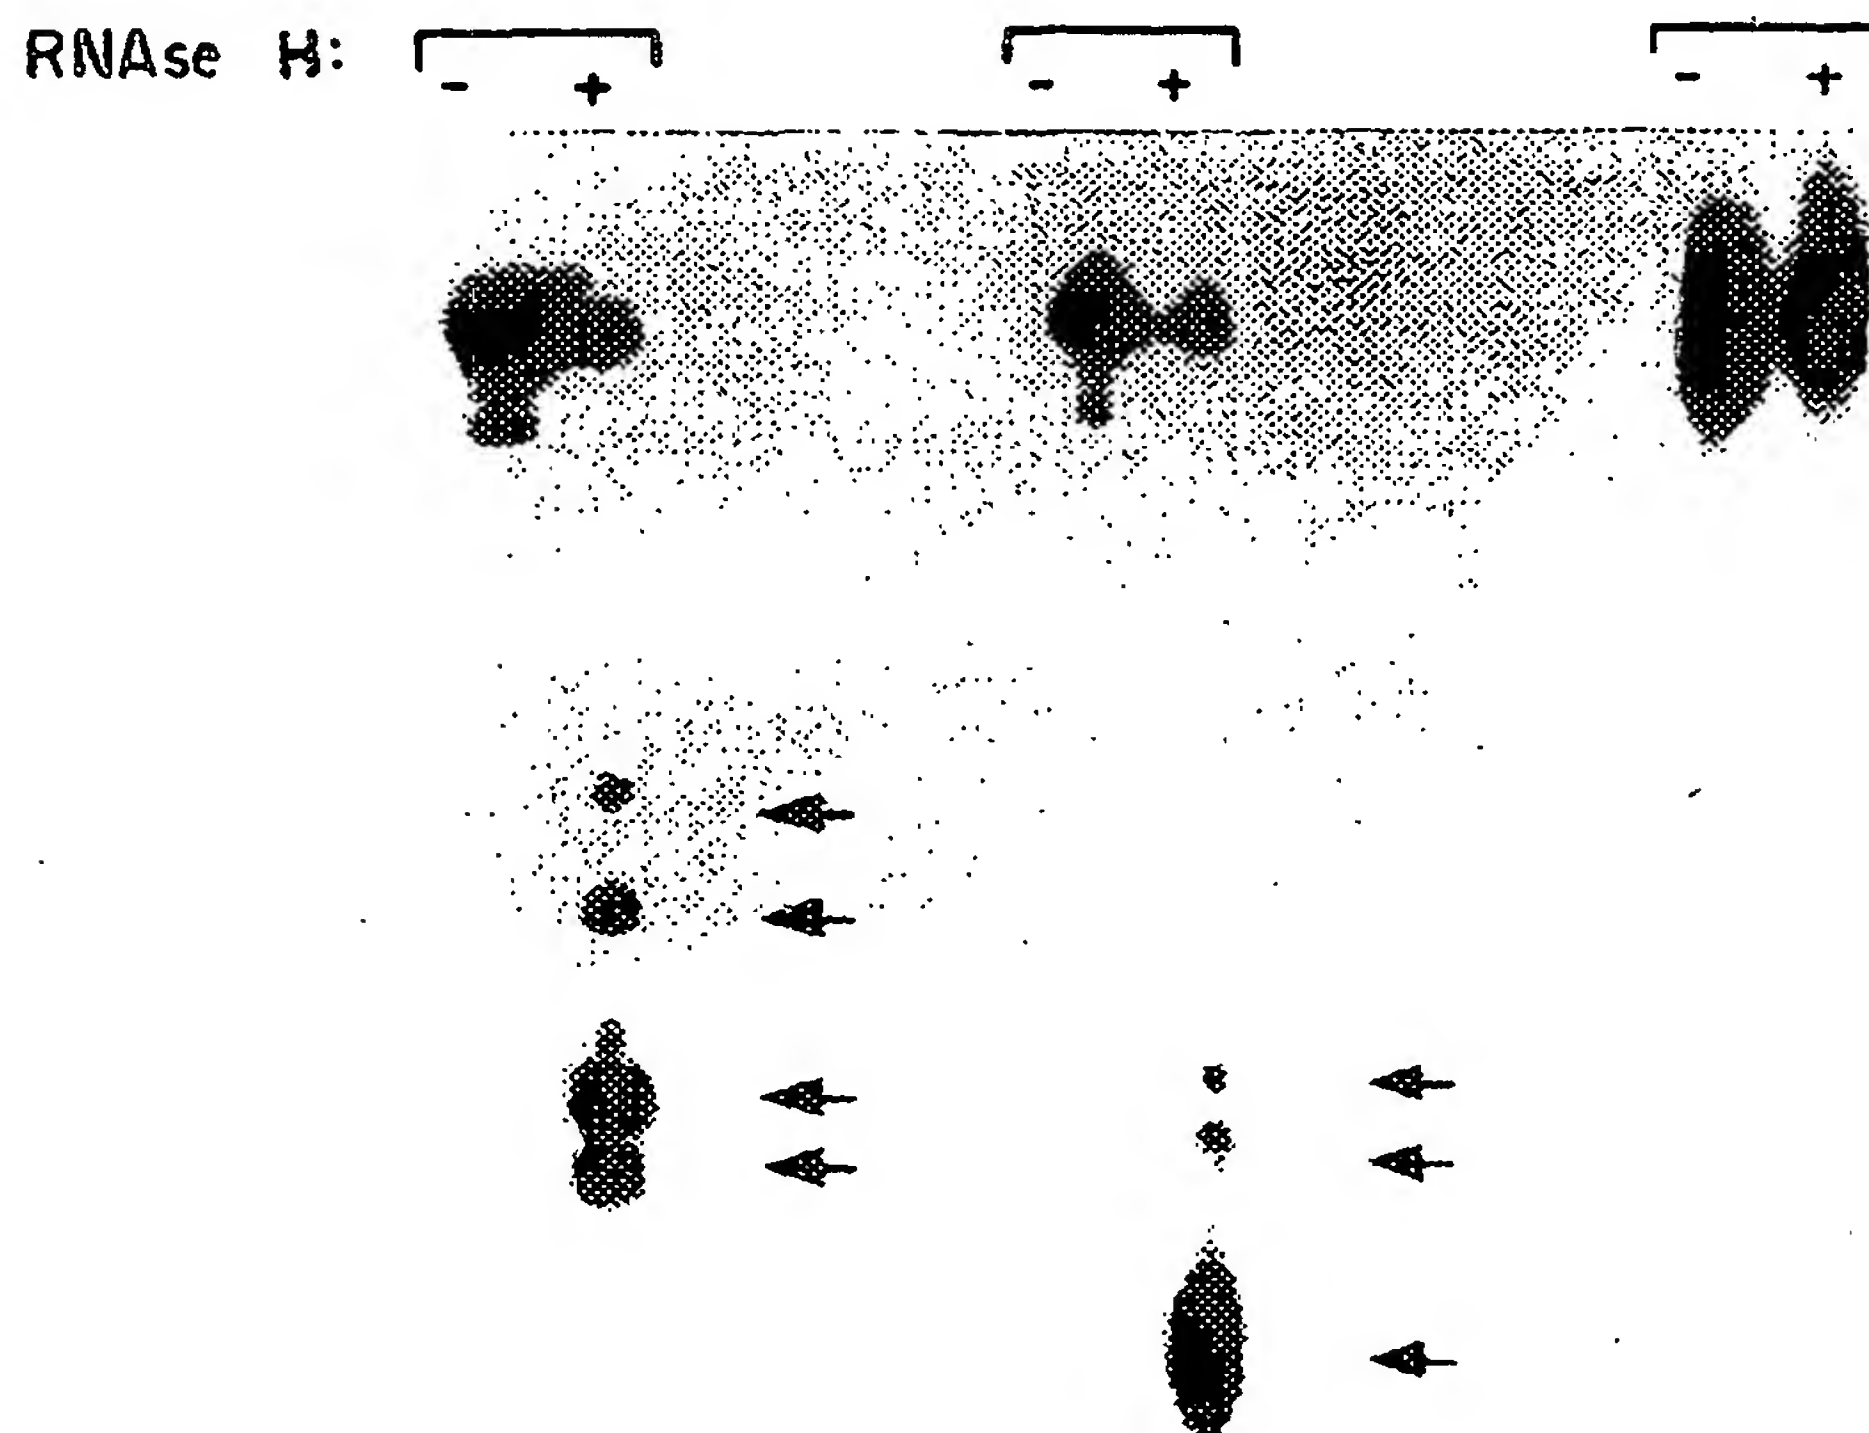 RNAse H:
- + - + - +